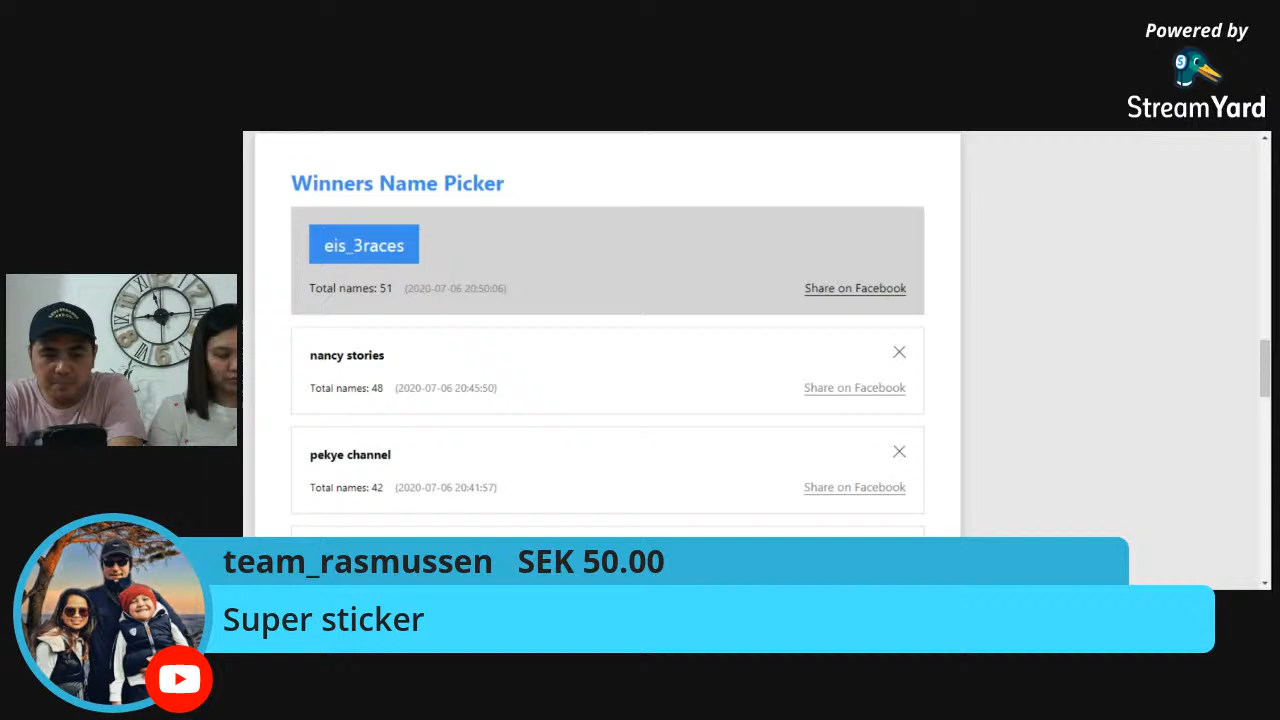 Powered by
StreamYard
Winners Name Picker
eis_3races
Total names: 51 (2020-07-06 20:50:06) Share on Facebook
nancy stories
Total names: 48 (2020-07-06 20:45:50) Share on Facebook
pekye channel
Total names: 42 (2020-07-06 20:41:57) Share on Facebook
team_rasmussen SEK 50.00
Super sticker